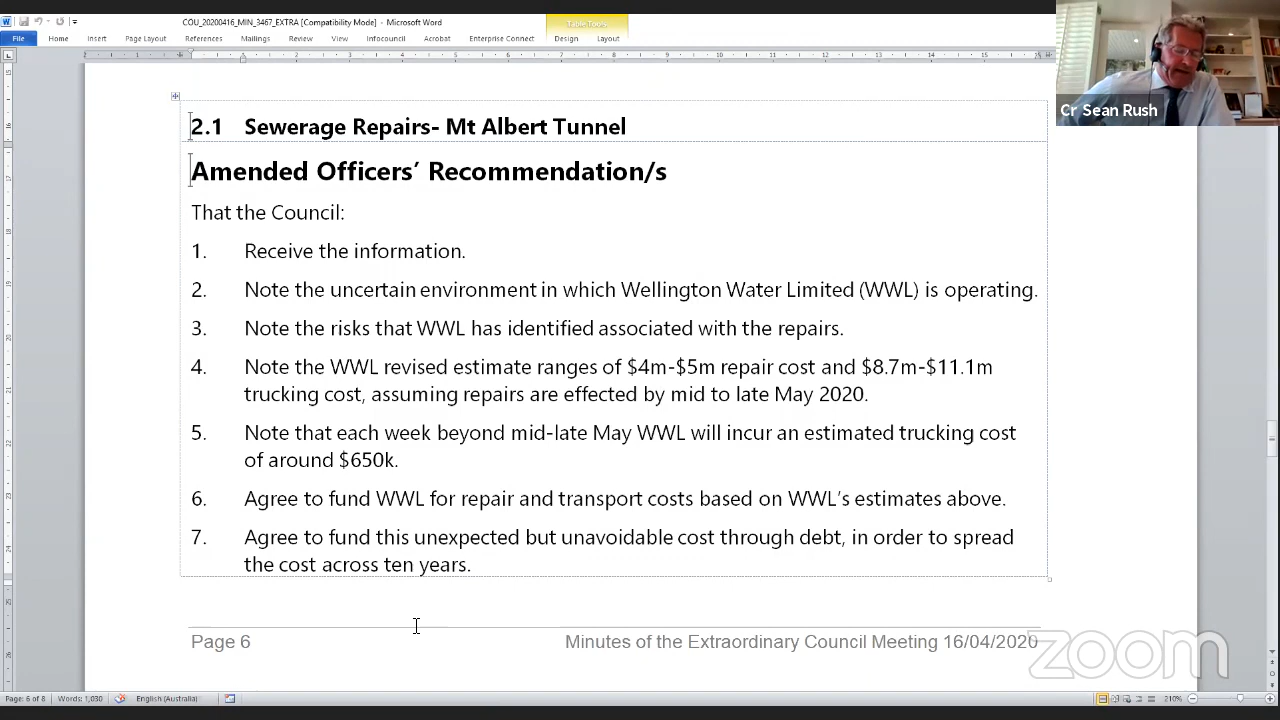 COU_20200416_MIN_3467_EXTRA [Compatibility Mode] - Microsoft Word
Table Tools
File Home Insert Page Layout References Mailings Review View Infocouncil Acrobat Enterprise Connect Design Layout
Cr Sean Rush
2.1 Sewerage Repairs- Mt Albert Tunnel
Amended Officers’ Recommendation/s
That the Council:
1. Receive the information.
2. Note the uncertain environment in which Wellington Water Limited (WWL) is operating.
3. Note the risks that WWL has identified associated with the repairs.
4. Note the WWL revised estimate ranges of $4m-$5m repair cost and $8.7m-$11.1m
trucking cost, assuming repairs are effected by mid to late May 2020.
5. Note that each week beyond mid-late May WWL will incur an estimated trucking cost
of around $650k.
6. Agree to fund WWL for repair and transport costs based on WWL’s estimates above.
7. Agree to fund this unexpected but unavoidable cost through debt, in order to spread
the cost across ten years.
Page 6 Minutes of the Extraordinary Council Meeting 16/04/2020
zoom
Page: 6 of 8 Words: 1,030 English (Australia) 210%